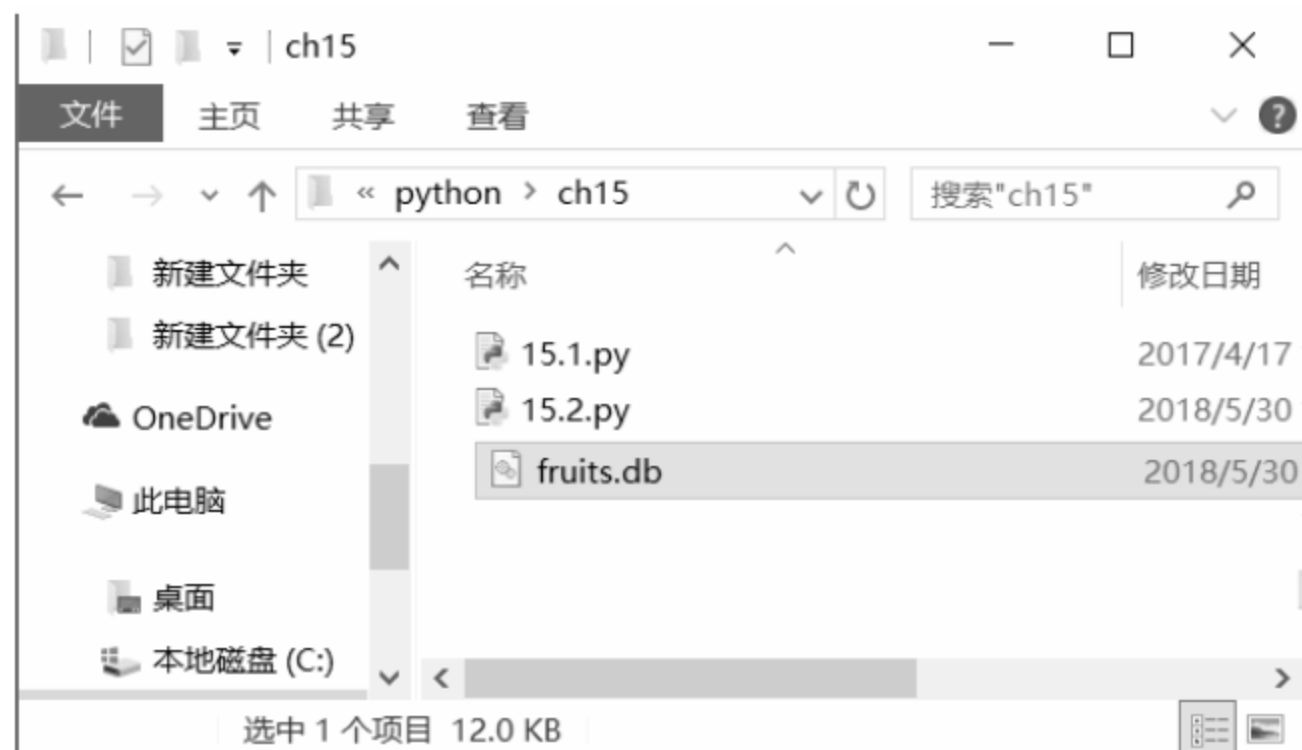 ch15
文件 主页 共享 查看
« python > ch15 搜索"ch15"
新建文件夹 名称 修改日期
新建文件夹 (2)
15.1.py 2017/4/17
OneDrive 15.2.py 2018/5/30
fruits.db 2018/5/30
此电脑
桌面
本地磁盘 (C:)
选中 1 个项目 12.0 KB